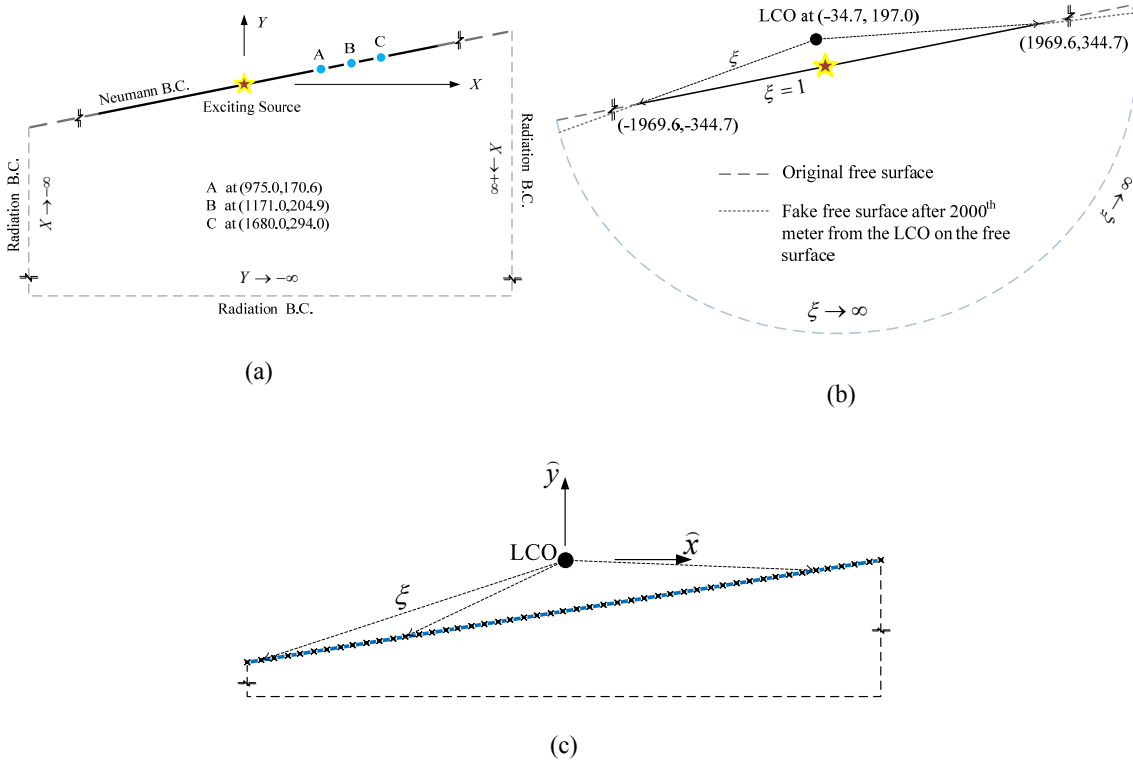 Y
A
B
C
Neumann B.C.
X
Exciting Source
Radiation B.C.
X → −∞
X → +∞
Radiation B.C.
A at (975.0,170.6)
B at (1171.0,204.9)
C at (1680.0,294.0)
Y → −∞
Radiation B.C.
(a)
LCO at (-34.7, 197.0)
(1969.6,344.7)
ξ
ξ = 1
(-1969.6,-344.7)
Original free surface
Fake free surface after 2000th
meter from the LCO on the free
surface
ξ → ∞
ξ → ∞
(b)
ŷ
LCO
x̂
ξ
(c)